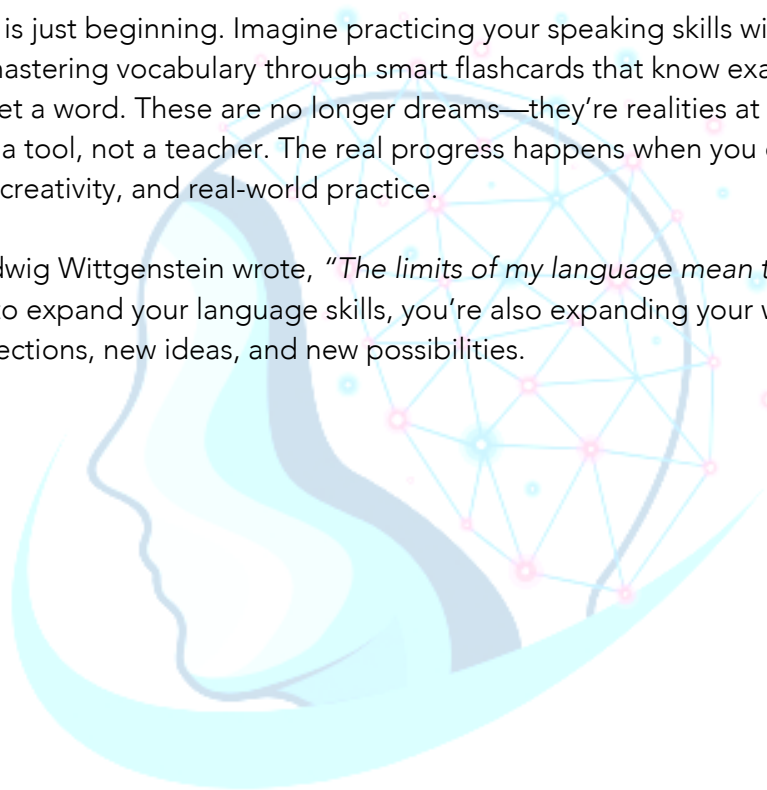 is just beginning. Imagine practicing your speaking skills wi
astering vocabulary through smart flashcards that know exa
et a word. These are no longer dreams—they’re realities at
a tool, not a teacher. The real progress happens when you
creativity, and real-world practice.
dwig Wittgenstein wrote, “The limits of my language mean t
to expand your language skills, you’re also expanding your w
ections, new ideas, and new possibilities.